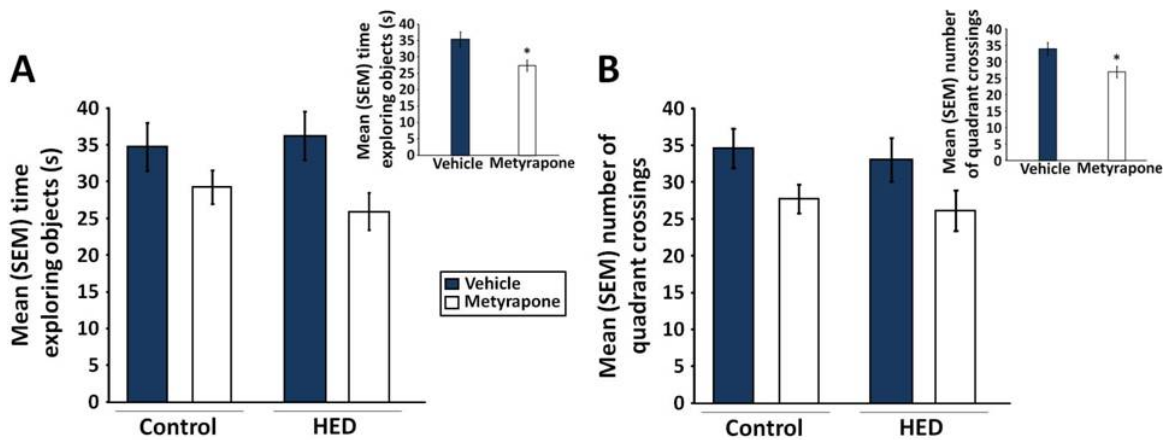 A
Mean (SEM) time
exploring objects (s)
40
35
30
25
20
15
10
5
0
Control
HED
Mean (SEM) time
exploring objects (s)
40
35
30
25
20
15
10
5
0
*
Vehicle
Metyrapone
Vehicle
Metyrapone
B
Mean (SEM) number of
quadrant crossings
40
35
30
25
20
15
10
5
0
Control
HED
Mean (SEM) number
of quadrant crossings
40
35
30
25
20
15
10
5
0
*
Vehicle
Metyrapone